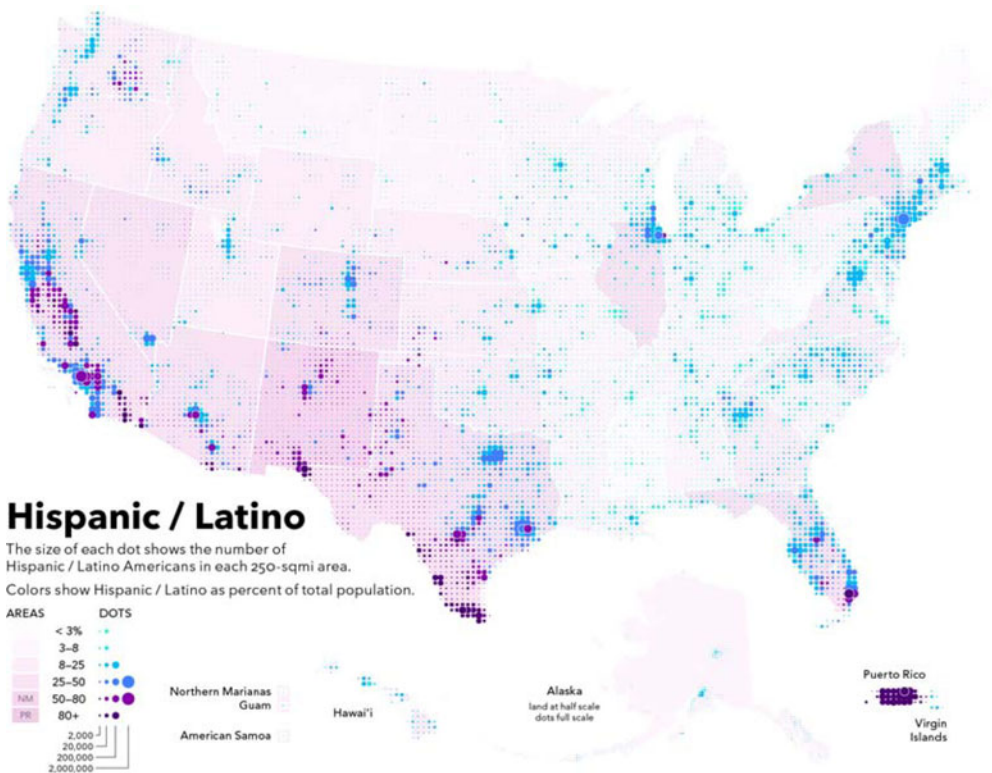 Hispanic / Latino
The size of each dot shows the number of
Hispanic / Latino Americans in each 250-sqmi area.
Colors show Hispanic / Latino as percent of total population.
AREAS DOTS
< 3%
3–8
8–25
25–50
NM 50–80
PR 80+
2,000
20,000
200,000
2,000,000
Northern Marianas
Guam
American Samoa
Hawai'i
Alaska
land at half scale
dots full scale
Puerto Rico
Virgin
Islands